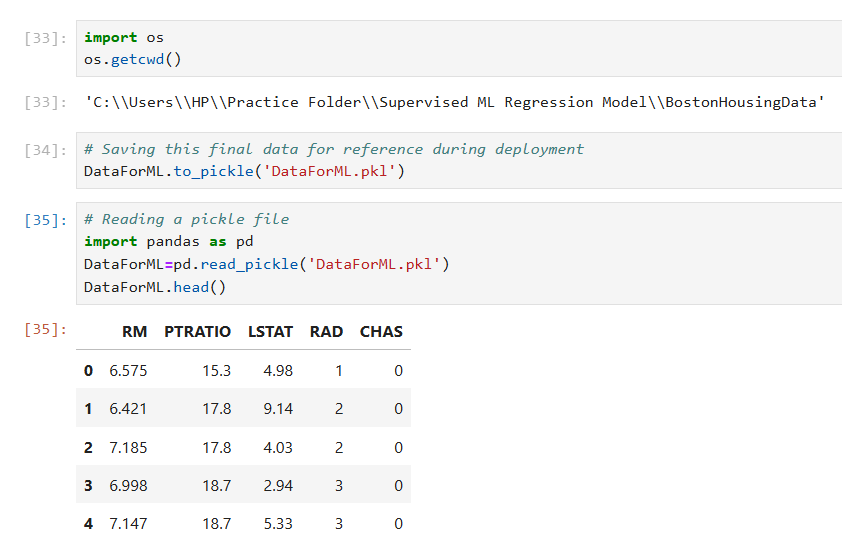 [33]: import os
os.getcwd()
[33]: 'C:\\Users\\HP\\Practice Folder\\Supervised ML Regression Model\\BostonHousingData'
[34]: # Saving this final data for reference during deployment
DataForML.to_pickle('DataForML.pkl')
[35]: # Reading a pickle file
import pandas as pd
DataForML=pd.read_pickle('DataForML.pkl')
DataForML.head()
[35]: RM PTRATIO LSTAT RAD CHAS
0 6.575 15.3 4.98 1 0
1 6.421 17.8 9.14 2 0
2 7.185 17.8 4.03 2 0
3 6.998 18.7 2.94 3 0
4 7.147 18.7 5.33 3 0